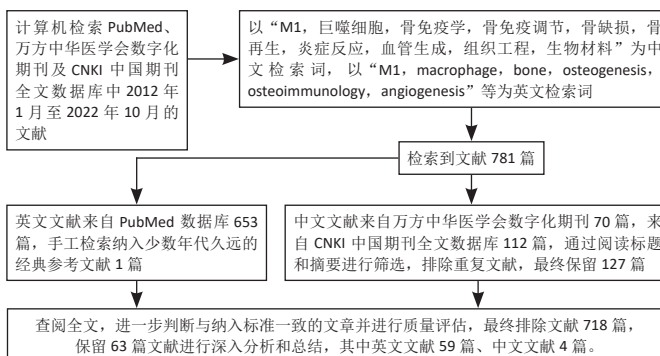 计算机检索 PubMed、
万方中华医学会数字化
期刊及 CNKI 中国期刊
全文数据库中 2012 年
1 月至 2022 年 10 月的
文献
以“M1，巨噬细胞，骨免疫学，骨免疫调节，骨缺损，骨
再生，炎症反应，血管生成，组织工程，生物材料”为中
文检索词，以“M1，macrophage，bone，osteogenesis，
osteoimmunology，angiogenesis”等为英文检索词
检索到文献 781 篇
英文文献来自 PubMed 数据库 653
篇，手工检索纳入少数年代久远的
经典参考文献 1 篇
中文文献来自万方中华医学会数字化期刊 70 篇，来
自 CNKI 中国期刊全文数据库 112 篇，通过阅读标题
和摘要进行筛选，排除重复文献，最终保留 127 篇
查阅全文，进一步判断与纳入标准一致的文章并进行质量评估，最终排除文献 718 篇，
保留 63 篇文献进行深入分析和总结，其中英文文献 59 篇、中文文献 4 篇。